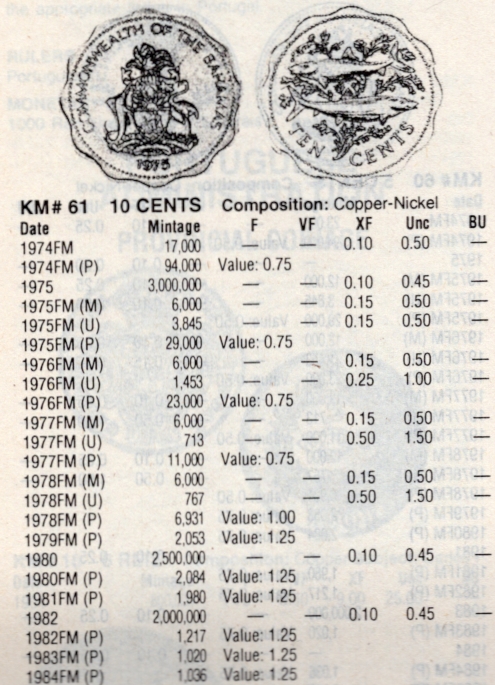 COMMONWEALTH OF THE BAHAMAS
1975
TEN CENTS
KM# 61 10 CENTS Composition: Copper-Nickel
Date Mintage F VF XF Unc BU
1974FM 17,000 — — 0.10 0.50 —
1974FM (P) 94,000 Value: 0.75
1975 3,000,000 — — 0.10 0.45 —
1975FM (M) 6,000 — — 0.15 0.50 —
1975FM (U) 3,845 — — 0.15 0.50 —
1975FM (P) 29,000 Value: 0.75
1976FM (M) 6,000 — — 0.15 0.50 —
1976FM (U) 1,453 — — 0.25 1.00 —
1976FM (P) 23,000 Value: 0.75
1977FM (M) 6,000 — — 0.15 0.50 —
1977FM (U) 713 — — 0.50 1.50 —
1977FM (P) 11,000 Value: 0.75
1978FM (M) 6,000 — — 0.15 0.50 —
1978FM (U) 767 — — 0.50 1.50 —
1978FM (P) 6,931 Value: 1.00
1979FM (P) 2,053 Value: 1.25
1980 2,500,000 — — 0.10 0.45 —
1980FM (P) 2,084 Value: 1.25
1981FM (P) 1,980 Value: 1.25
1982 2,000,000 — — 0.10 0.45 —
1982FM (P) 1,217 Value: 1.25
1983FM (P) 1,020 Value: 1.25
1984FM (P) 1,036 Value: 1.25